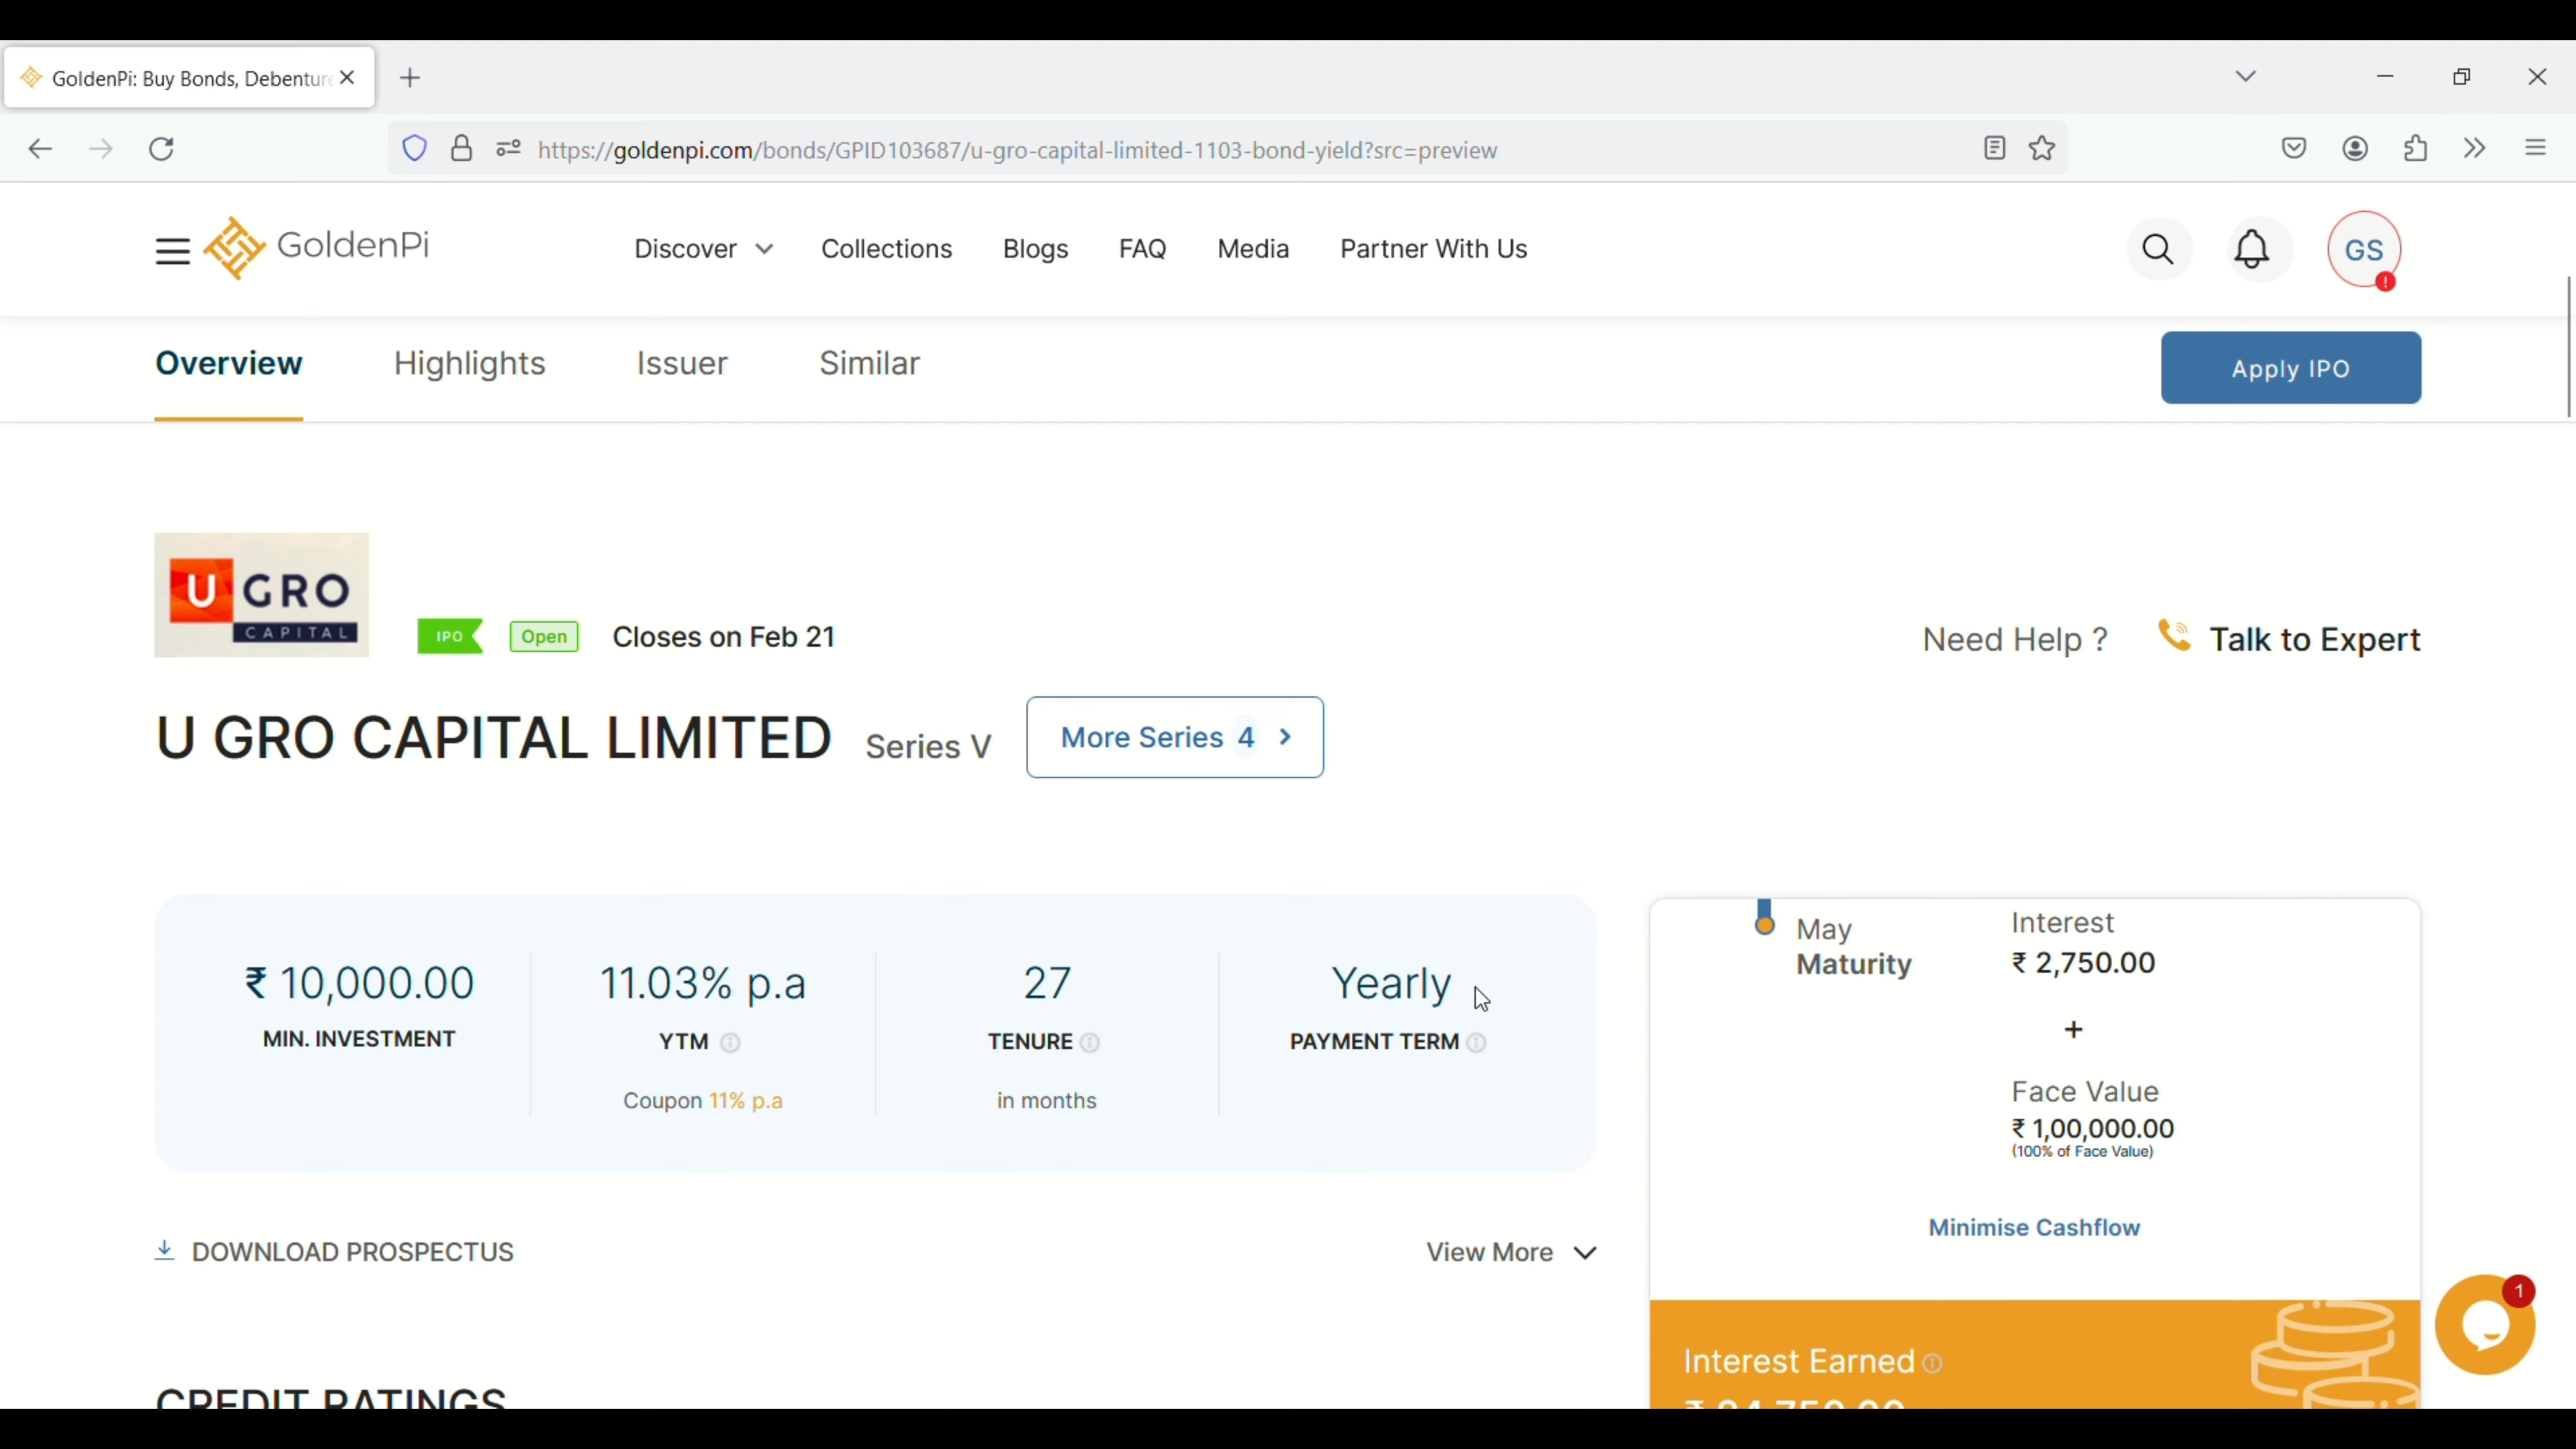 GoldenPi: Buy Bonds, Debenture
https://goldenpi.com/bonds/GPID103687/u-gro-capital-limited-1103-bond-yield?src=preview
GoldenPi
Discover
Collections
Blogs
FAQ
Media
Partner With Us
GS
!
Overview
Highlights
Issuer
Similar
Apply IPO
U GRO
CAPITAL
IPO
Open
Closes on Feb 21
Need Help ?
Talk to Expert
U GRO CAPITAL LIMITED
Series V
More Series 4 >
₹ 10,000.00
MIN. INVESTMENT
11.03% p.a
YTM
Coupon 11% p.a
27
TENURE
in months
Yearly
PAYMENT TERM
May
Maturity
Interest
₹ 2,750.00
+
Face Value
₹ 1,00,000.00
(100% of Face Value)
Minimise Cashflow
DOWNLOAD PROSPECTUS
View More
1
Interest Earned
CREDIT RATINGS